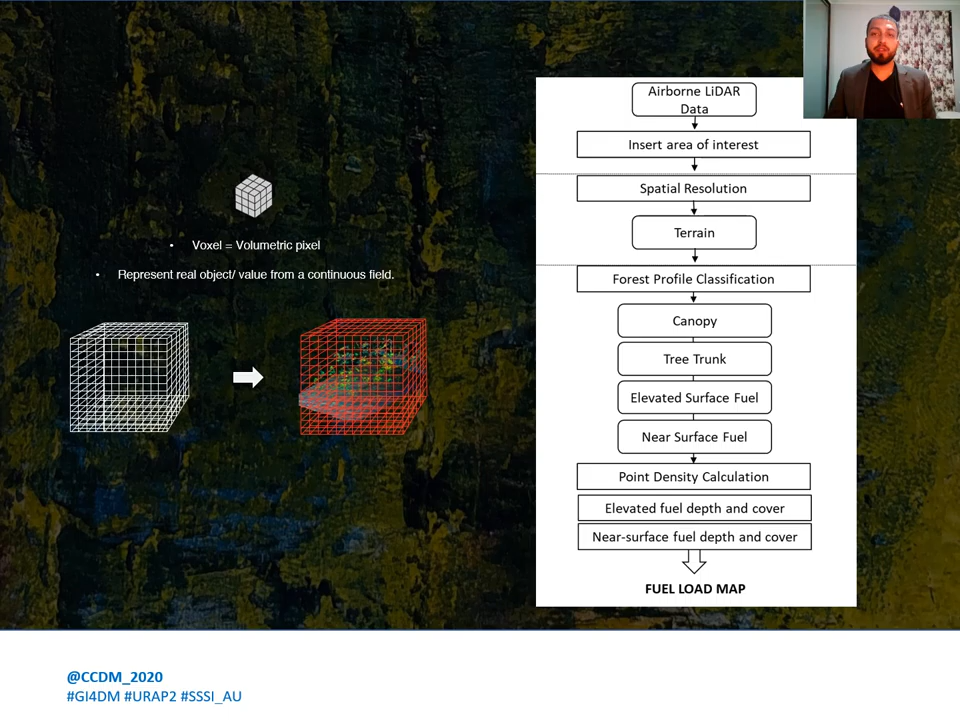 • Voxel = Volumetric pixel
• Represent real object/ value from a continuous field.
Airborne LiDAR
Data
Insert area of interest
Spatial Resolution
Terrain
Forest Profile Classification
Canopy
Tree Trunk
Elevated Surface Fuel
Near Surface Fuel
Point Density Calculation
Elevated fuel depth and cover
Near-surface fuel depth and cover
FUEL LOAD MAP
@CCDM_2020
#GI4DM #URAP2 #SSSI_AU